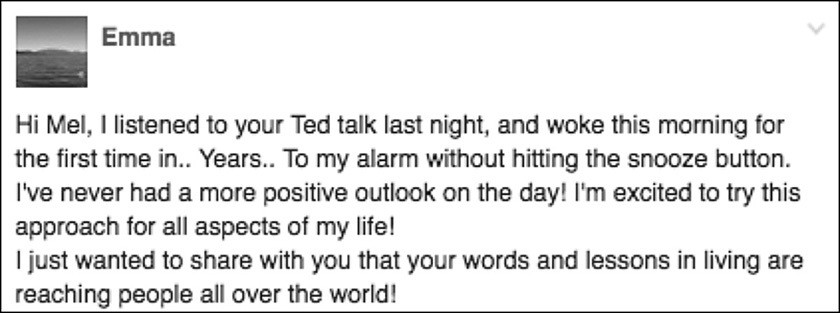 Emma
Hi Mel, I listened to your Ted talk last night, and woke this morning for
the first time in.. Years.. To my alarm without hitting the snooze button.
I've never had a more positive outlook on the day! I'm excited to try this
approach for all aspects of my life!
I just wanted to share with you that your words and lessons in living are
reaching people all over the world!